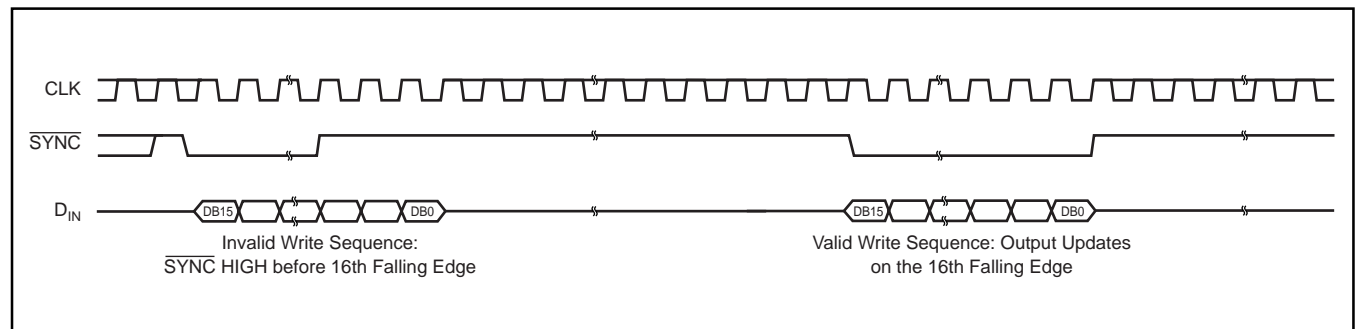 CLK
SYNC
DIN
DB15
DB0
DB15
DB0
Invalid Write Sequence:
SYNC HIGH before 16th Falling Edge
Valid Write Sequence: Output Updates
on the 16th Falling Edge